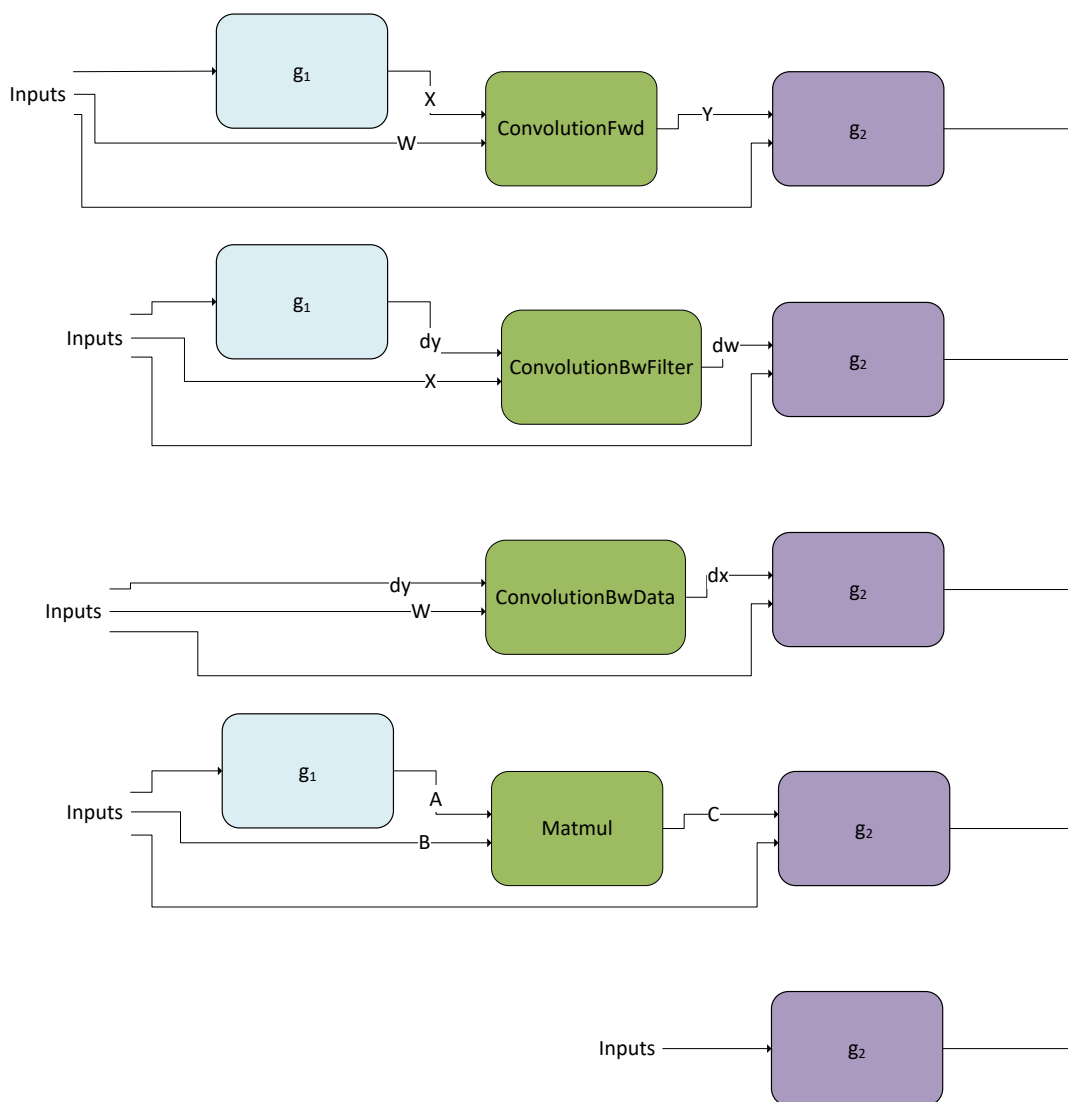 g₁
Inputs
X
ConvolutionFwd
Y
g₂
W
g₁
Inputs
dy
ConvolutionBwFilter
dw
g₂
X
dy
Inputs
W
ConvolutionBwData
dx
g₂
g₁
Inputs
A
B
Matmul
C
g₂
Inputs
g₂